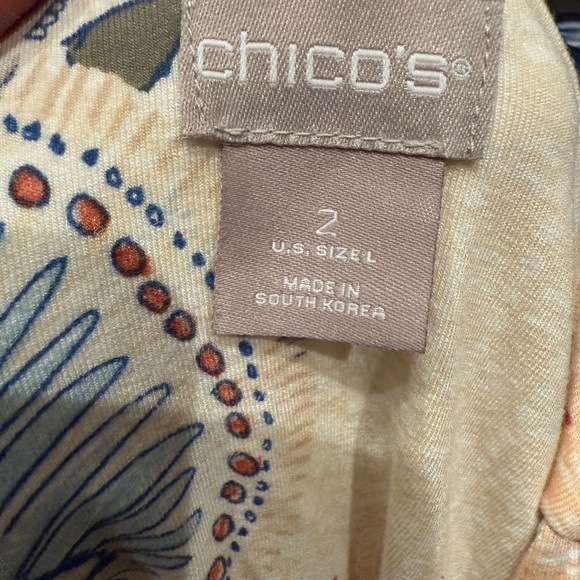 chico's®
2
U.S. SIZE L
MADE IN
SOUTH KOREA